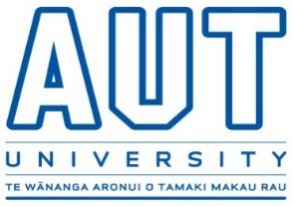 AUT
UNIVERSITY
TE WĀNANGA ARONUI O TAMAKI MAKAU RAU